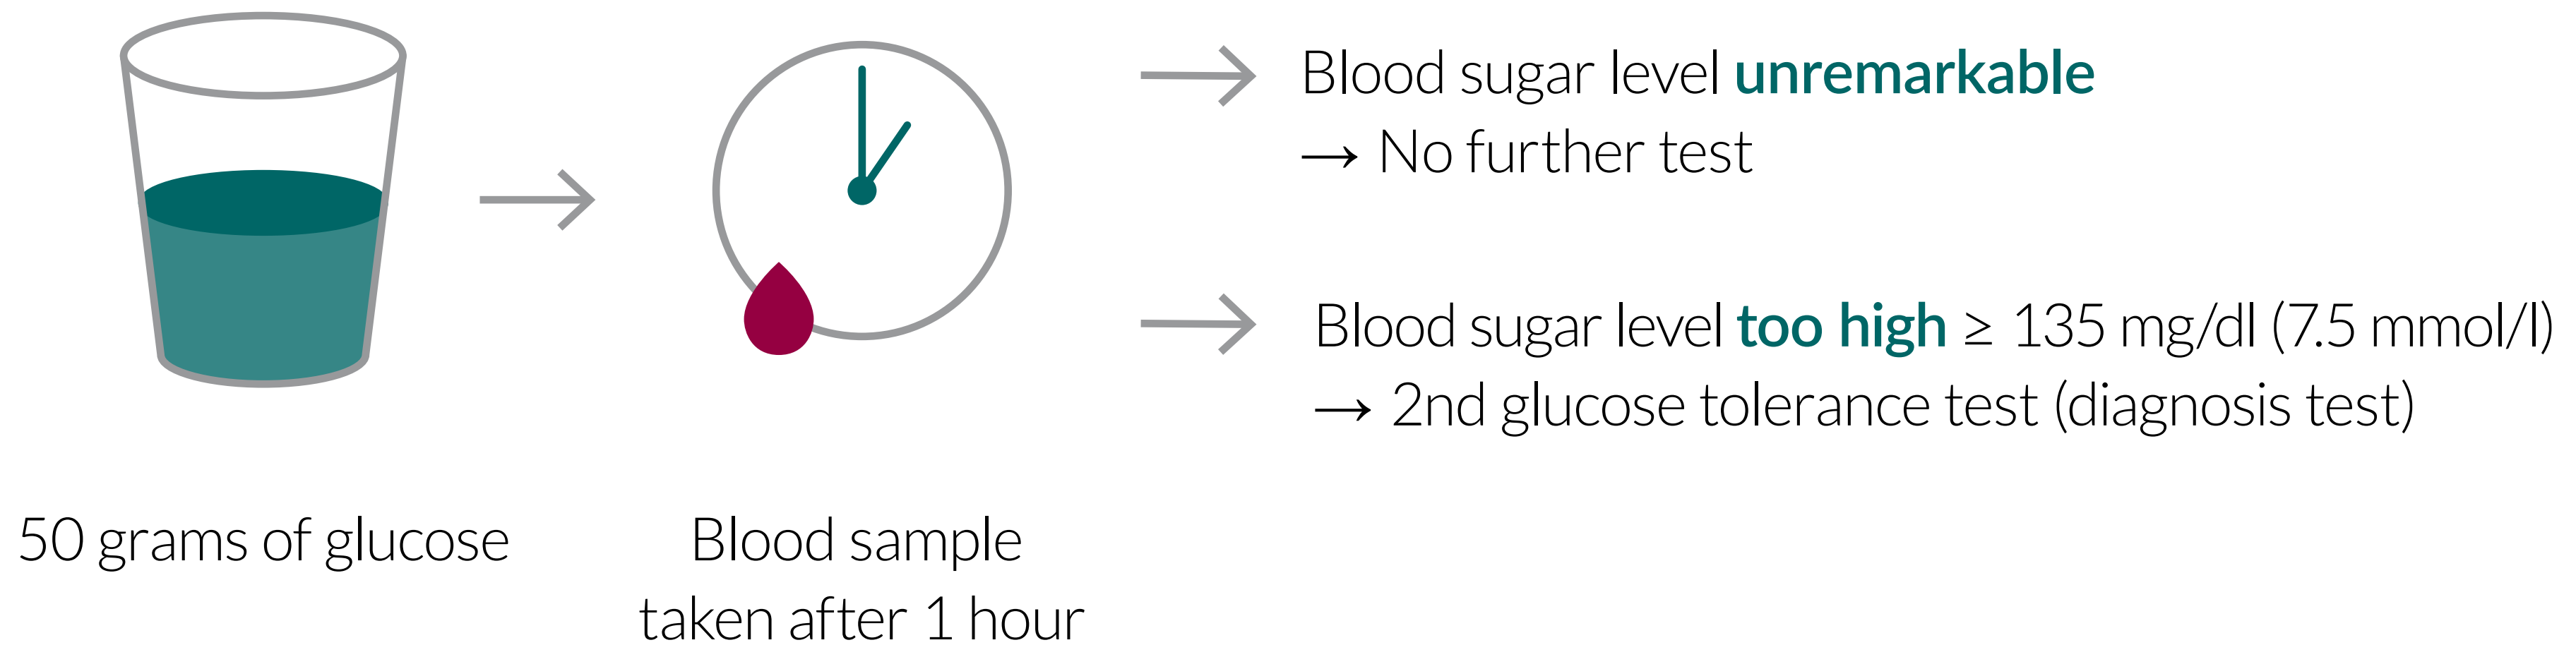 Blood sugar level unremarkable
→ No further test
Blood sugar level too high ≥ 135 mg/dl (7.5 mmol/l)
→ 2nd glucose tolerance test (diagnosis test)
50 grams of glucose
Blood sample
taken after 1 hour